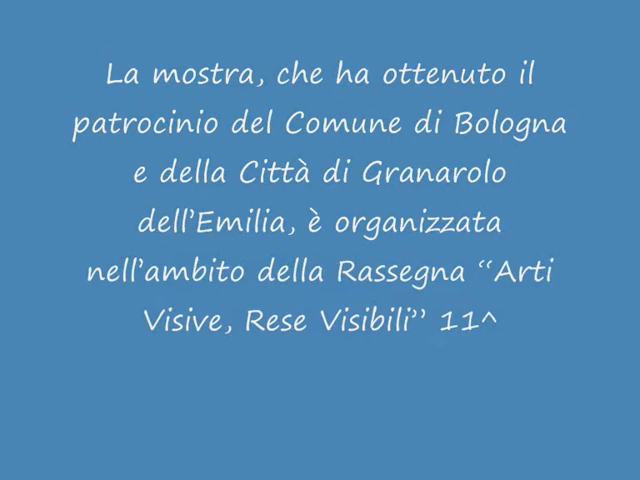 La mostra, che ha ottenuto il
patrocinio del Comune di Bologna
e della Città di Granarolo
dell’Emilia, è organizzata
nell’ambito della Rassegna “Arti
Visive, Rese Visibili” 11^